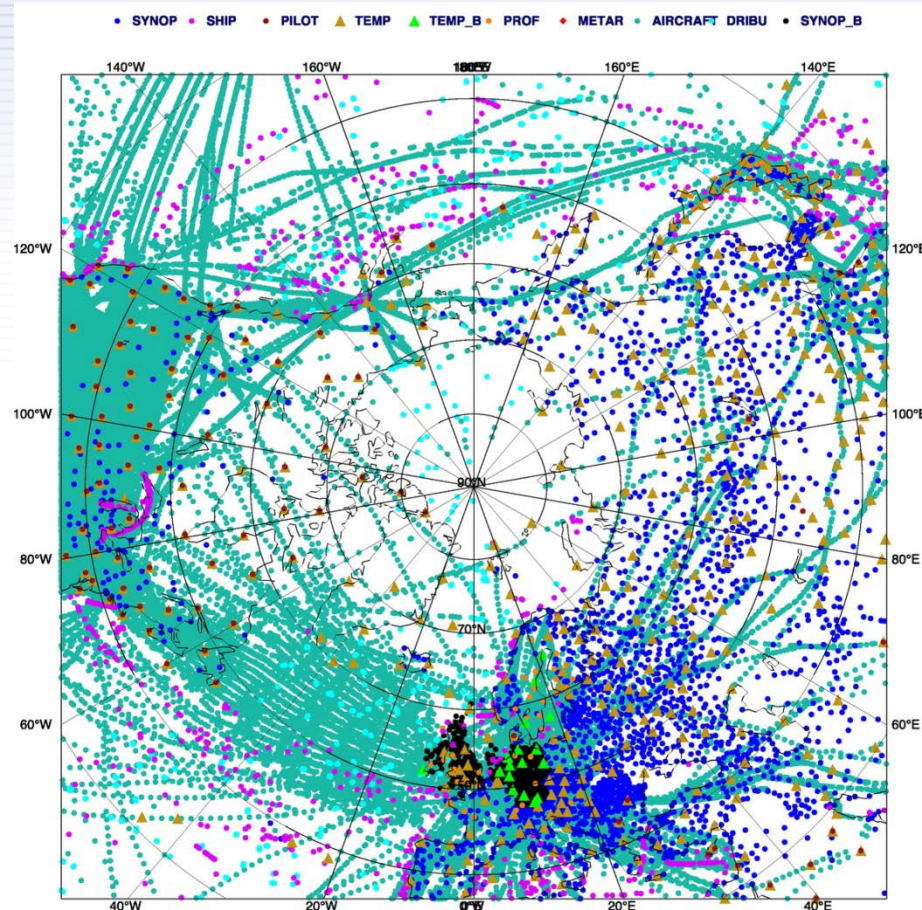 SYNOP SHIP PILOT TEMP TEMP_B PROF METAR AIRCRAFT DRIBU SYNOP_B
140°W 160°W 160°E 140°E
120°W 120°E
100°W 100°E
90°N
80°W 80°E
70°N
60°W 60°E
40°W 20°W 20°E 40°E